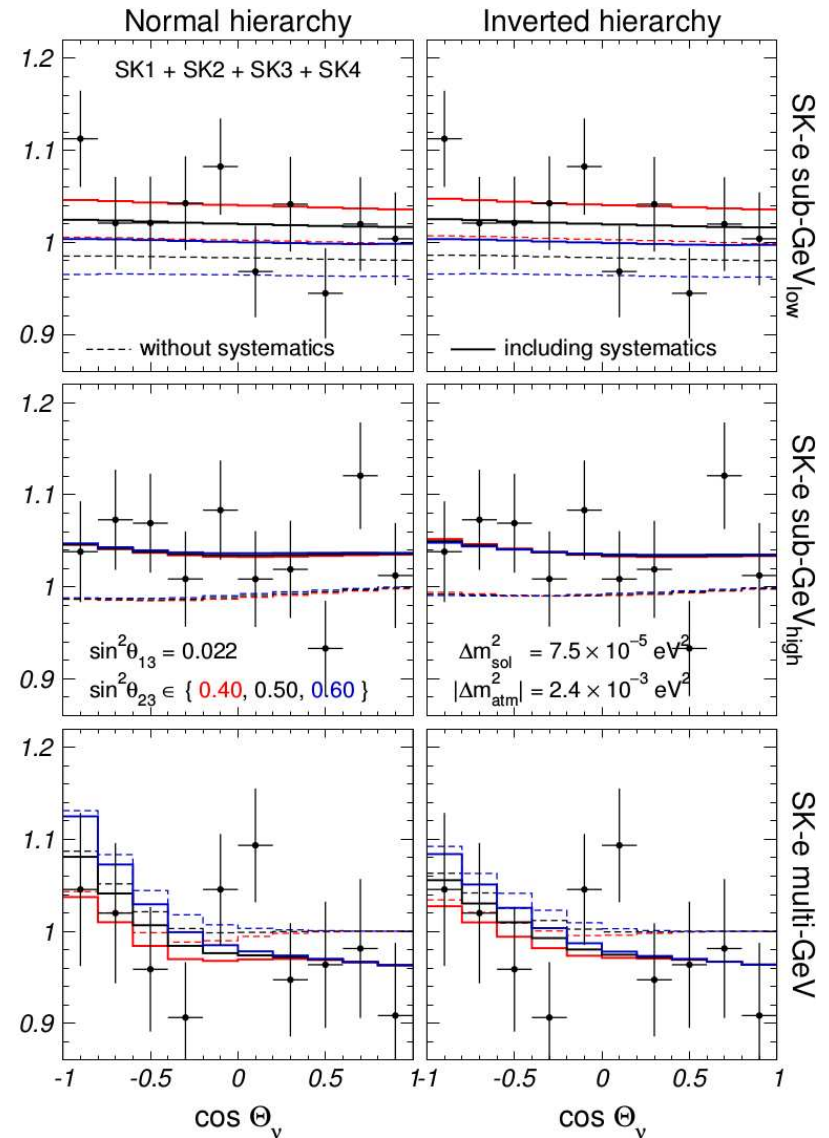 Normal hierarchy
Inverted hierarchy
SK1 + SK2 + SK3 + SK4
1.2
1.1
1
0.9
without systematics
including systematics
SK-e sub-GeV_low
1.2
1.1
1
0.9
sin²θ₁₃ = 0.022
sin²θ₂₃ ∈ { 0.40, 0.50, 0.60 }
Δm²_sol = 7.5 × 10⁻⁵ eV²
|Δm²_atm| = 2.4 × 10⁻³ eV²
SK-e sub-GeV_high
1.2
1.1
1
0.9
SK-e multi-GeV
-1 -0.5 0 0.5 1
-1 -0.5 0 0.5 1
cos Θ_ν
cos Θ_ν